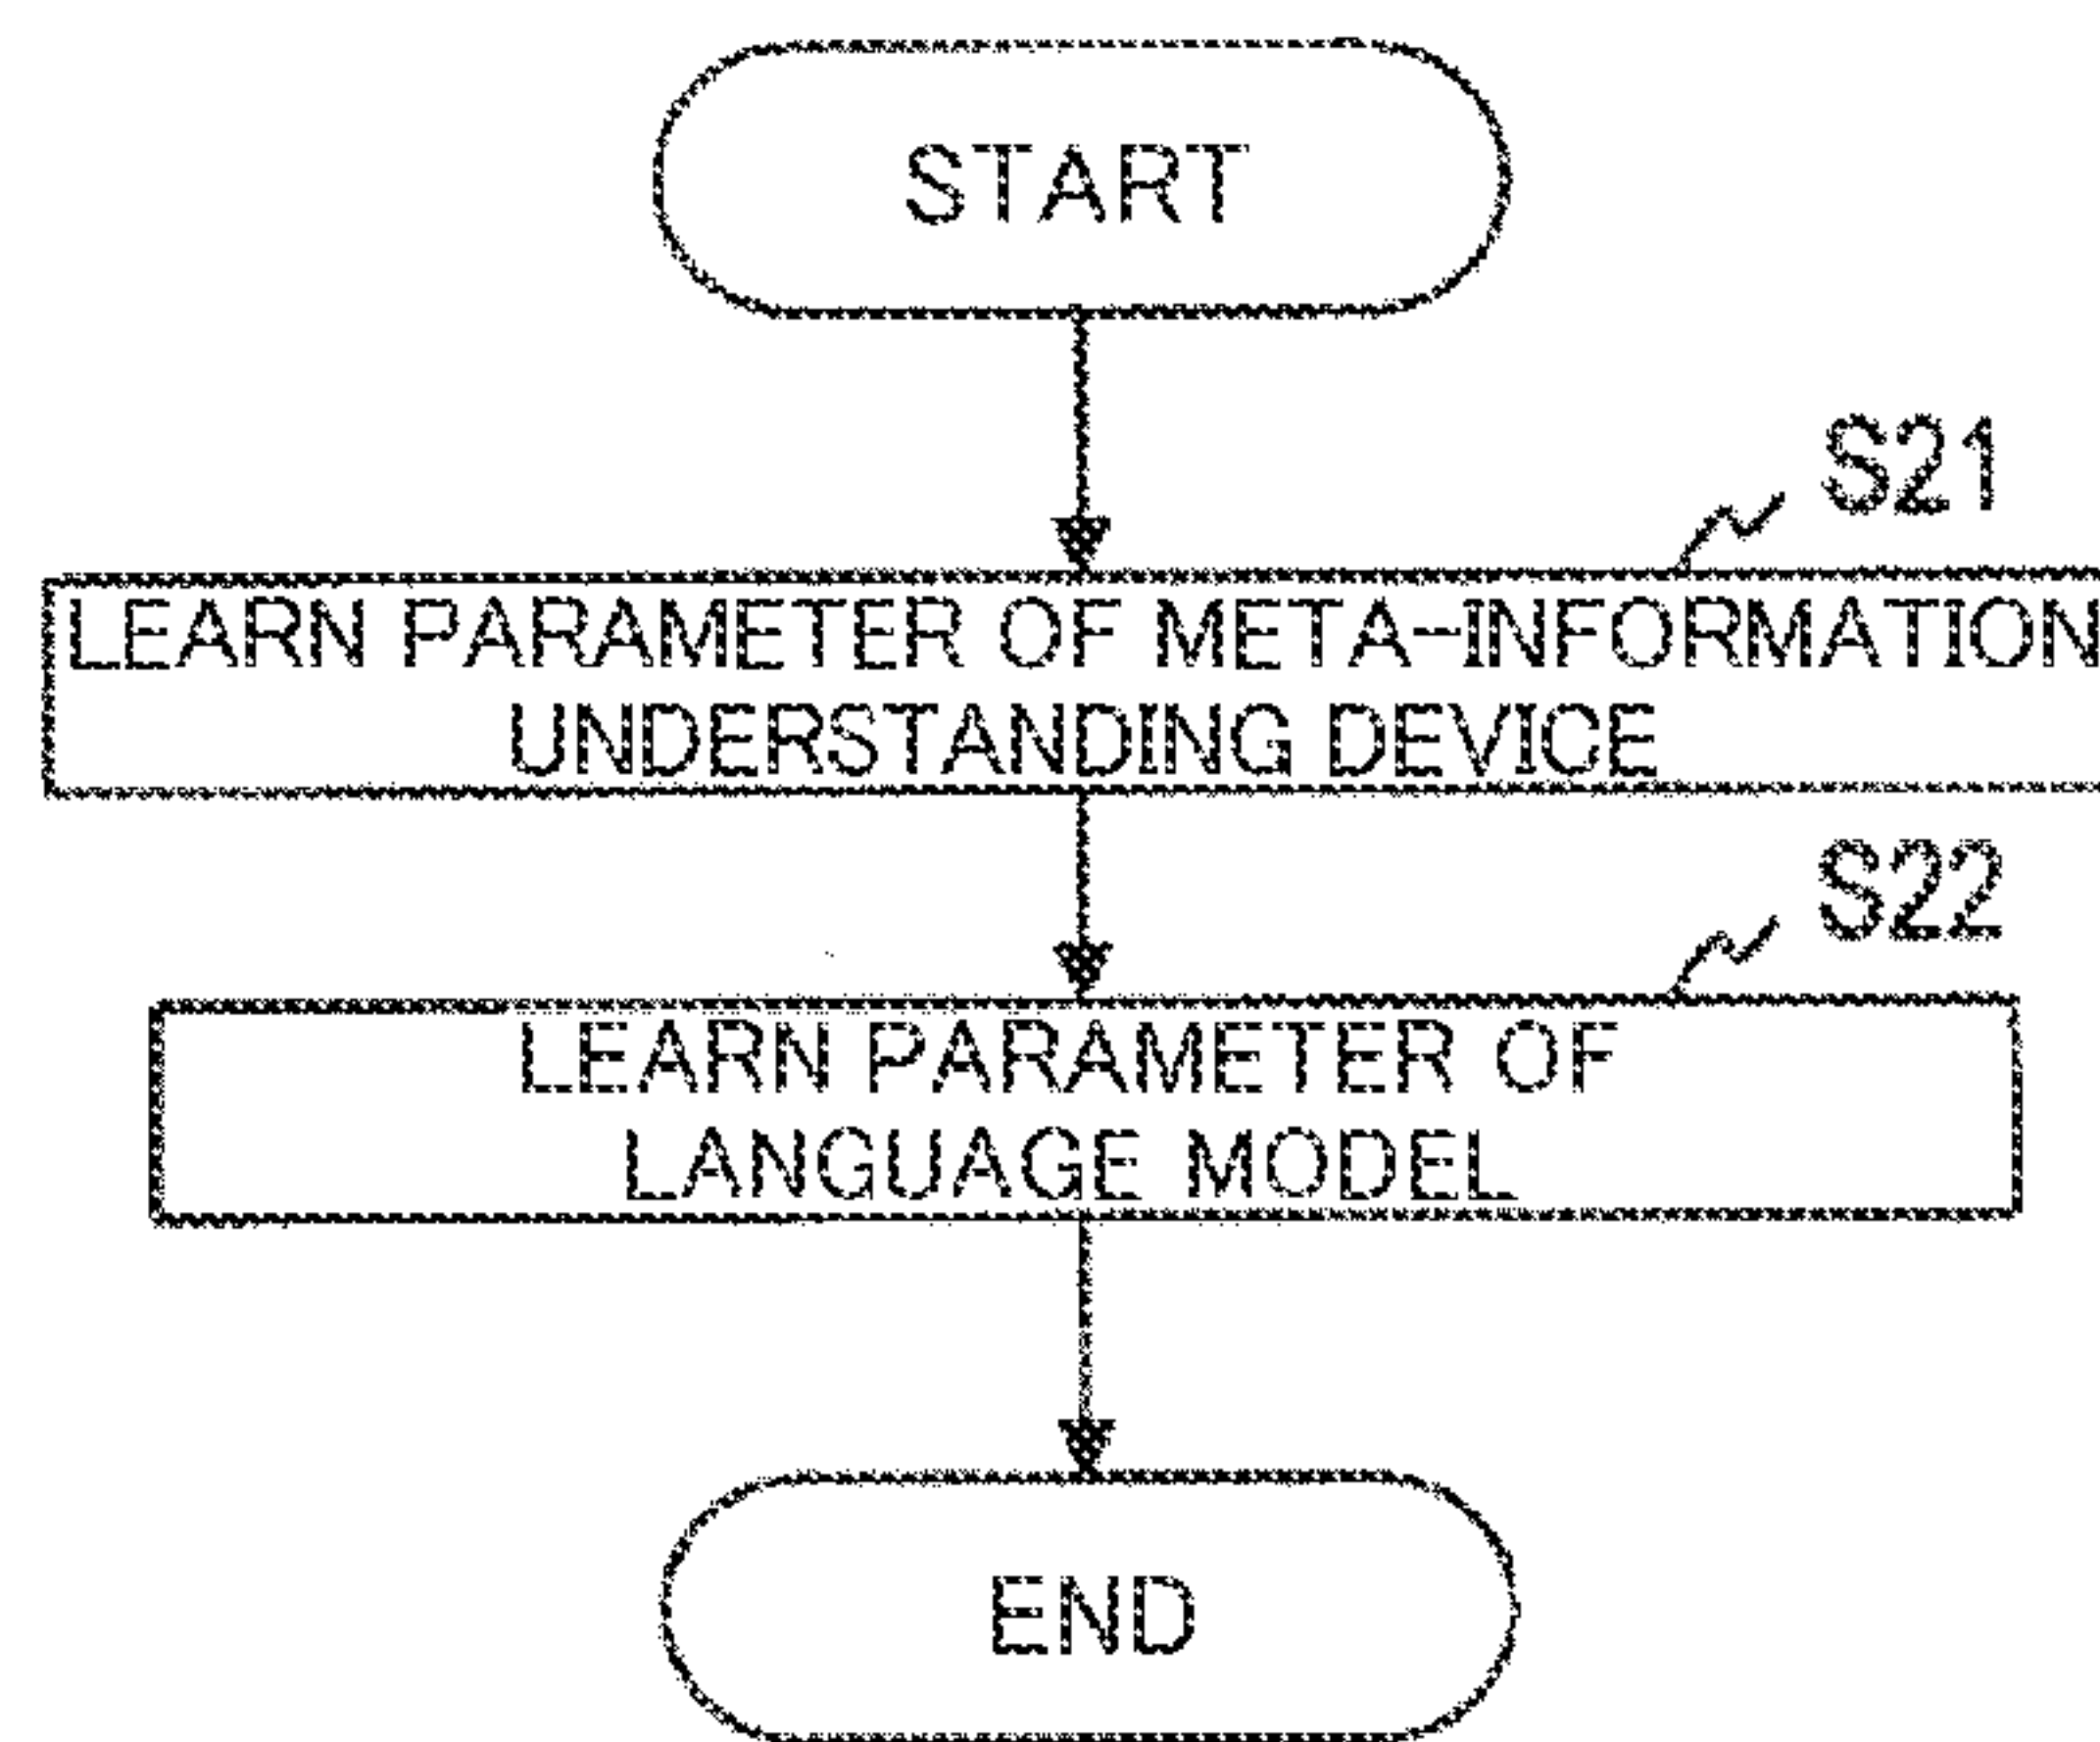 START
S21
LEARN PARAMETER OF META-INFORMATION
UNDERSTANDING DEVICE
S22
LEARN PARAMETER OF
LANGUAGE MODEL
END